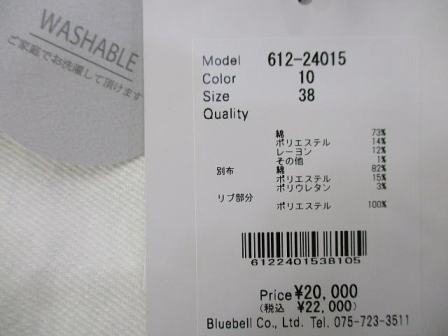 WASHABLE
ご家庭でお洗濯して頂けます
Model 612-24015
Color 10
Size 38
Quality
綿 73%
ポリエステル 14%
レーヨン 12%
その他 1%
別布 綿 82%
ポリエステル 15%
ポリウレタン 3%
リブ部分
ポリエステル 100%
6122401538105
Price ¥20,000
(税込 ¥22,000)
Bluebell Co., Ltd. Tel. 075-723-3511